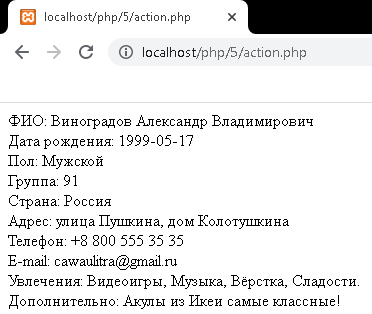 localhost/php/5/action.php
localhost/php/5/action.php
ФИО: Виноградов Александр Владимирович
Дата рождения: 1999-05-17
Пол: Мужской
Группа: 91
Страна: Россия
Адрес: улица Пушкина, дом Колотушкина
Телефон: +8 800 555 35 35
E-mail: cawaulitra@gmail.ru
Увлечения: Видеоигры, Музыка, Вёрстка, Сладости.
Дополнительно: Акулы из Икеи самые классные!